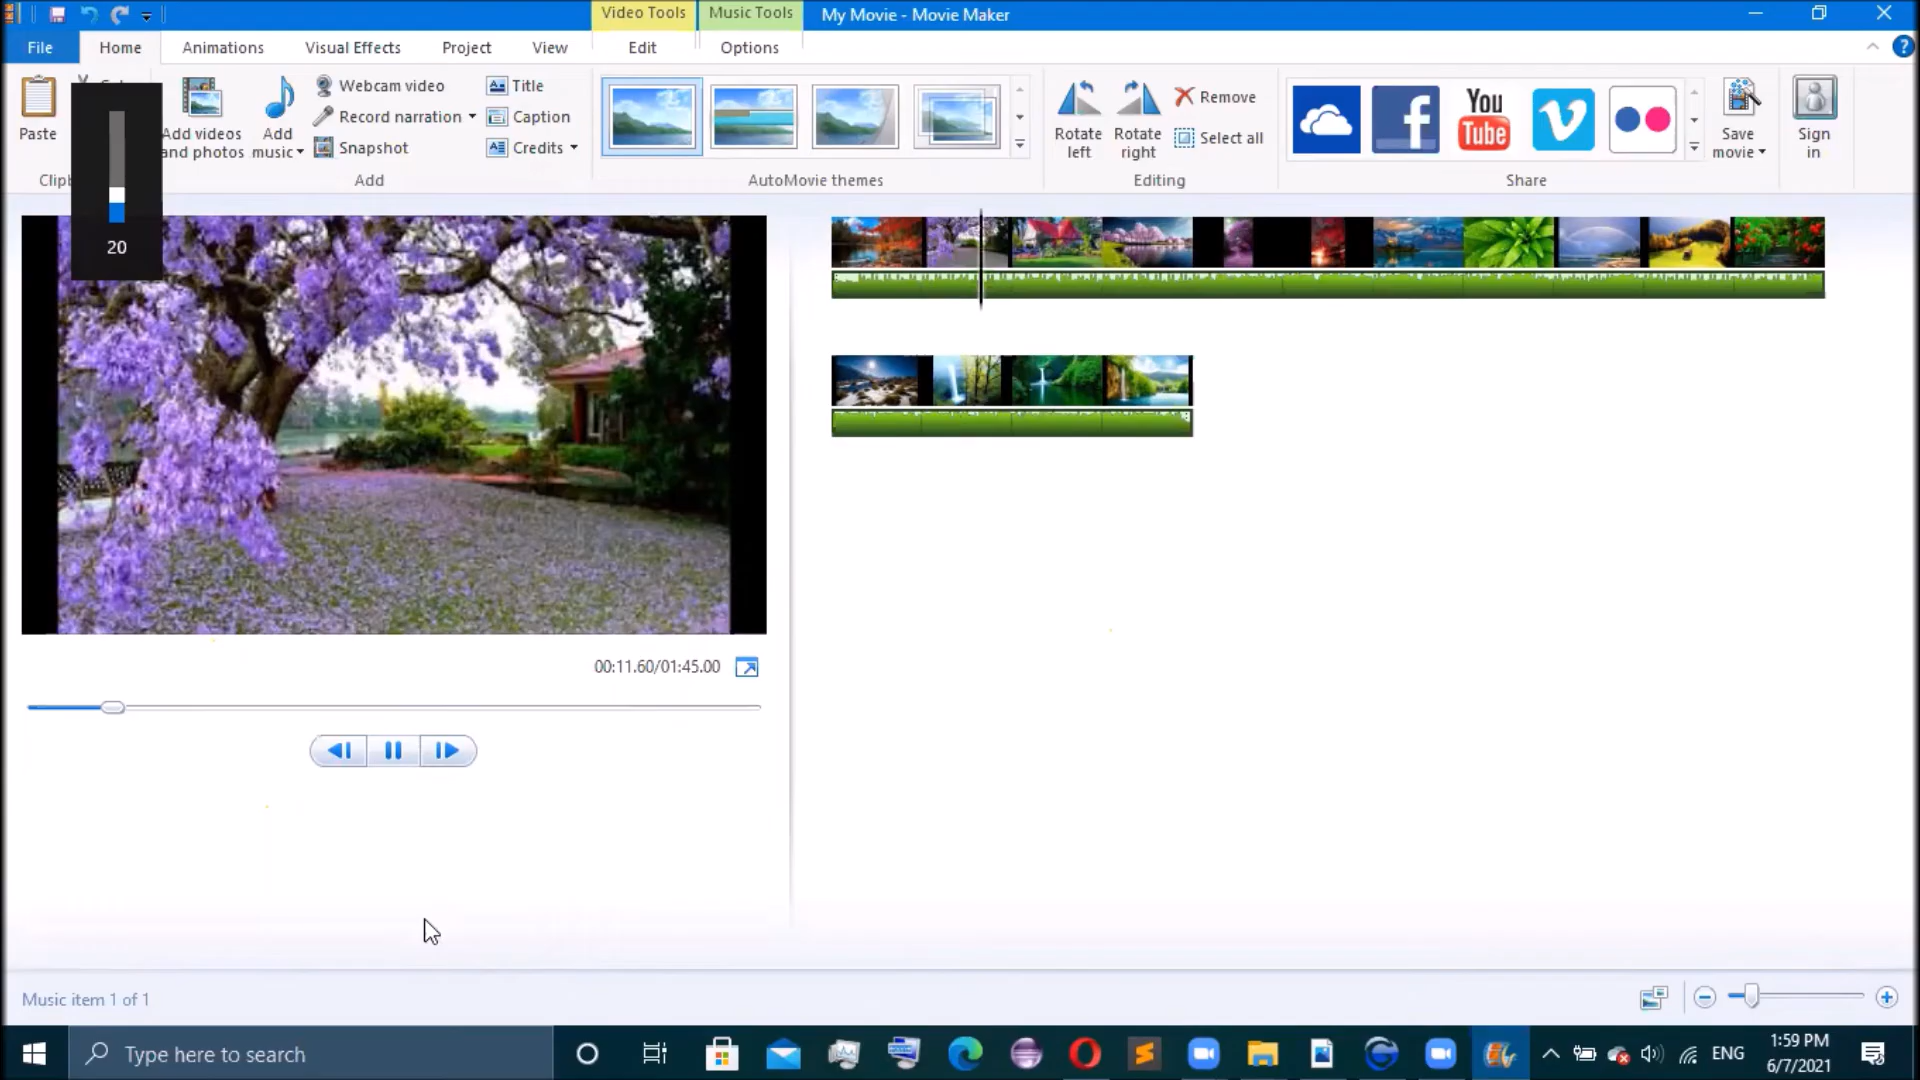 Video Tools
Music Tools
My Movie - Movie Maker
File
Home
Animations
Visual Effects
Project
View
Edit
Options
Paste
Add videos
and photos
Add
music
Webcam video
Record narration
Snapshot
Title
Caption
Credits
Rotate
left
Rotate
right
Remove
Select all
You
Tube
Save
movie
Sign
in
Add
AutoMovie themes
Editing
Share
20
00:11.60/01:45.00
Music item 1 of 1
Type here to search
ENG
1:59 PM
6/7/2021